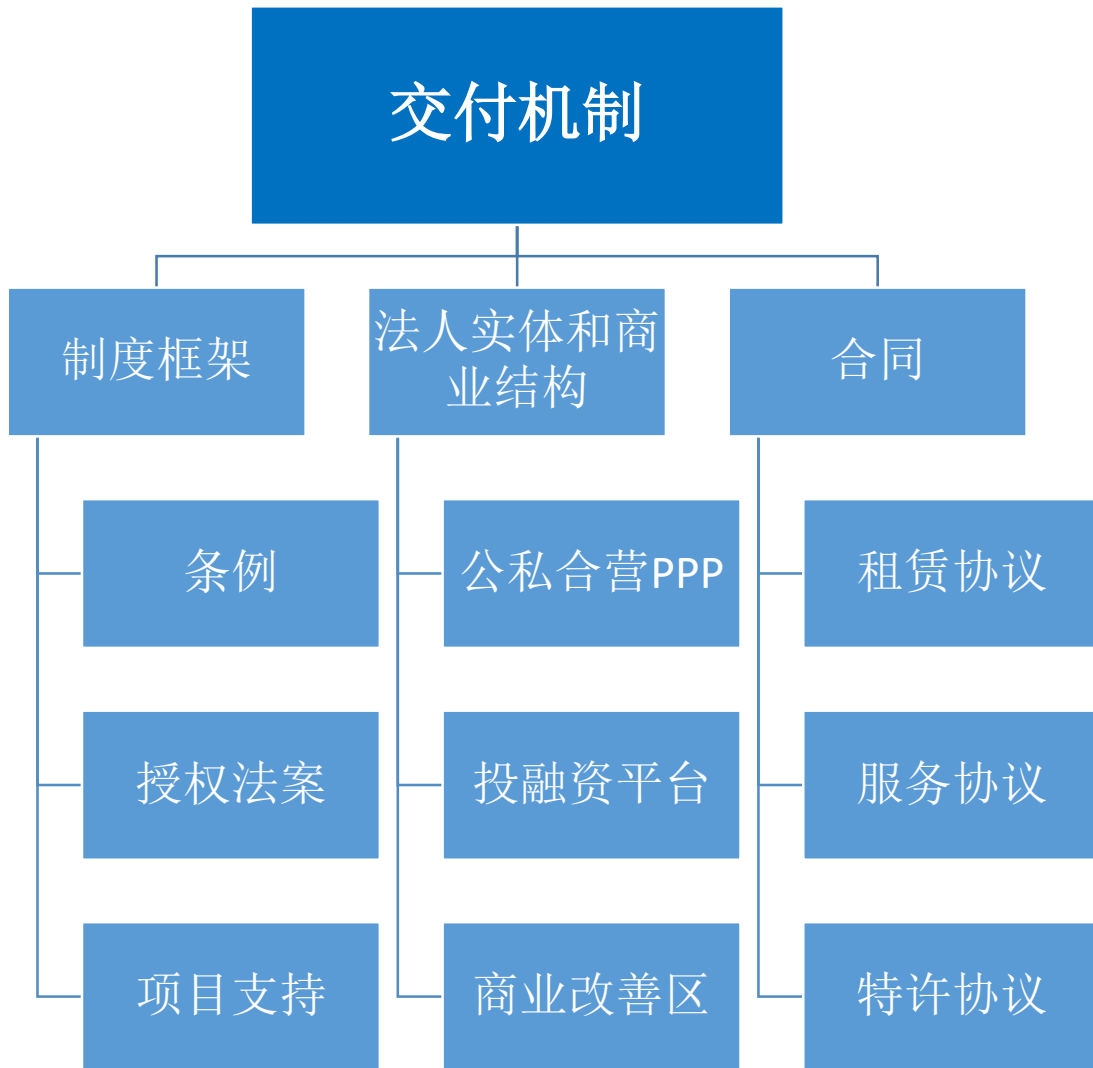 交付机制
制度框架
法人实体和商
业结构
合同
条例
公私合营PPP
租赁协议
授权法案
投融资平台
服务协议
项目支持
商业改善区
特许协议